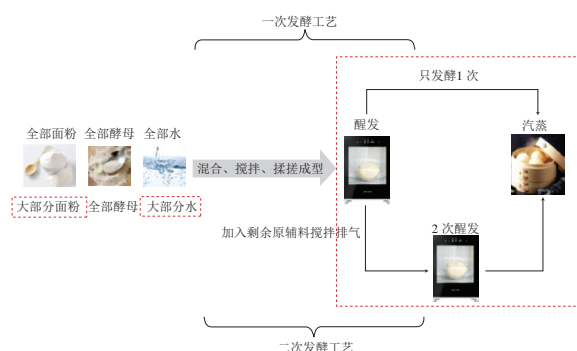 一次发酵工艺
只发酵1 次
醒发
汽蒸
全部面粉 全部酵母 全部水
混合、搅拌、揉搓成型
大部分面粉 全部酵母 大部分水
加入剩余原辅料搅拌排气
2 次醒发
二次发酵工艺